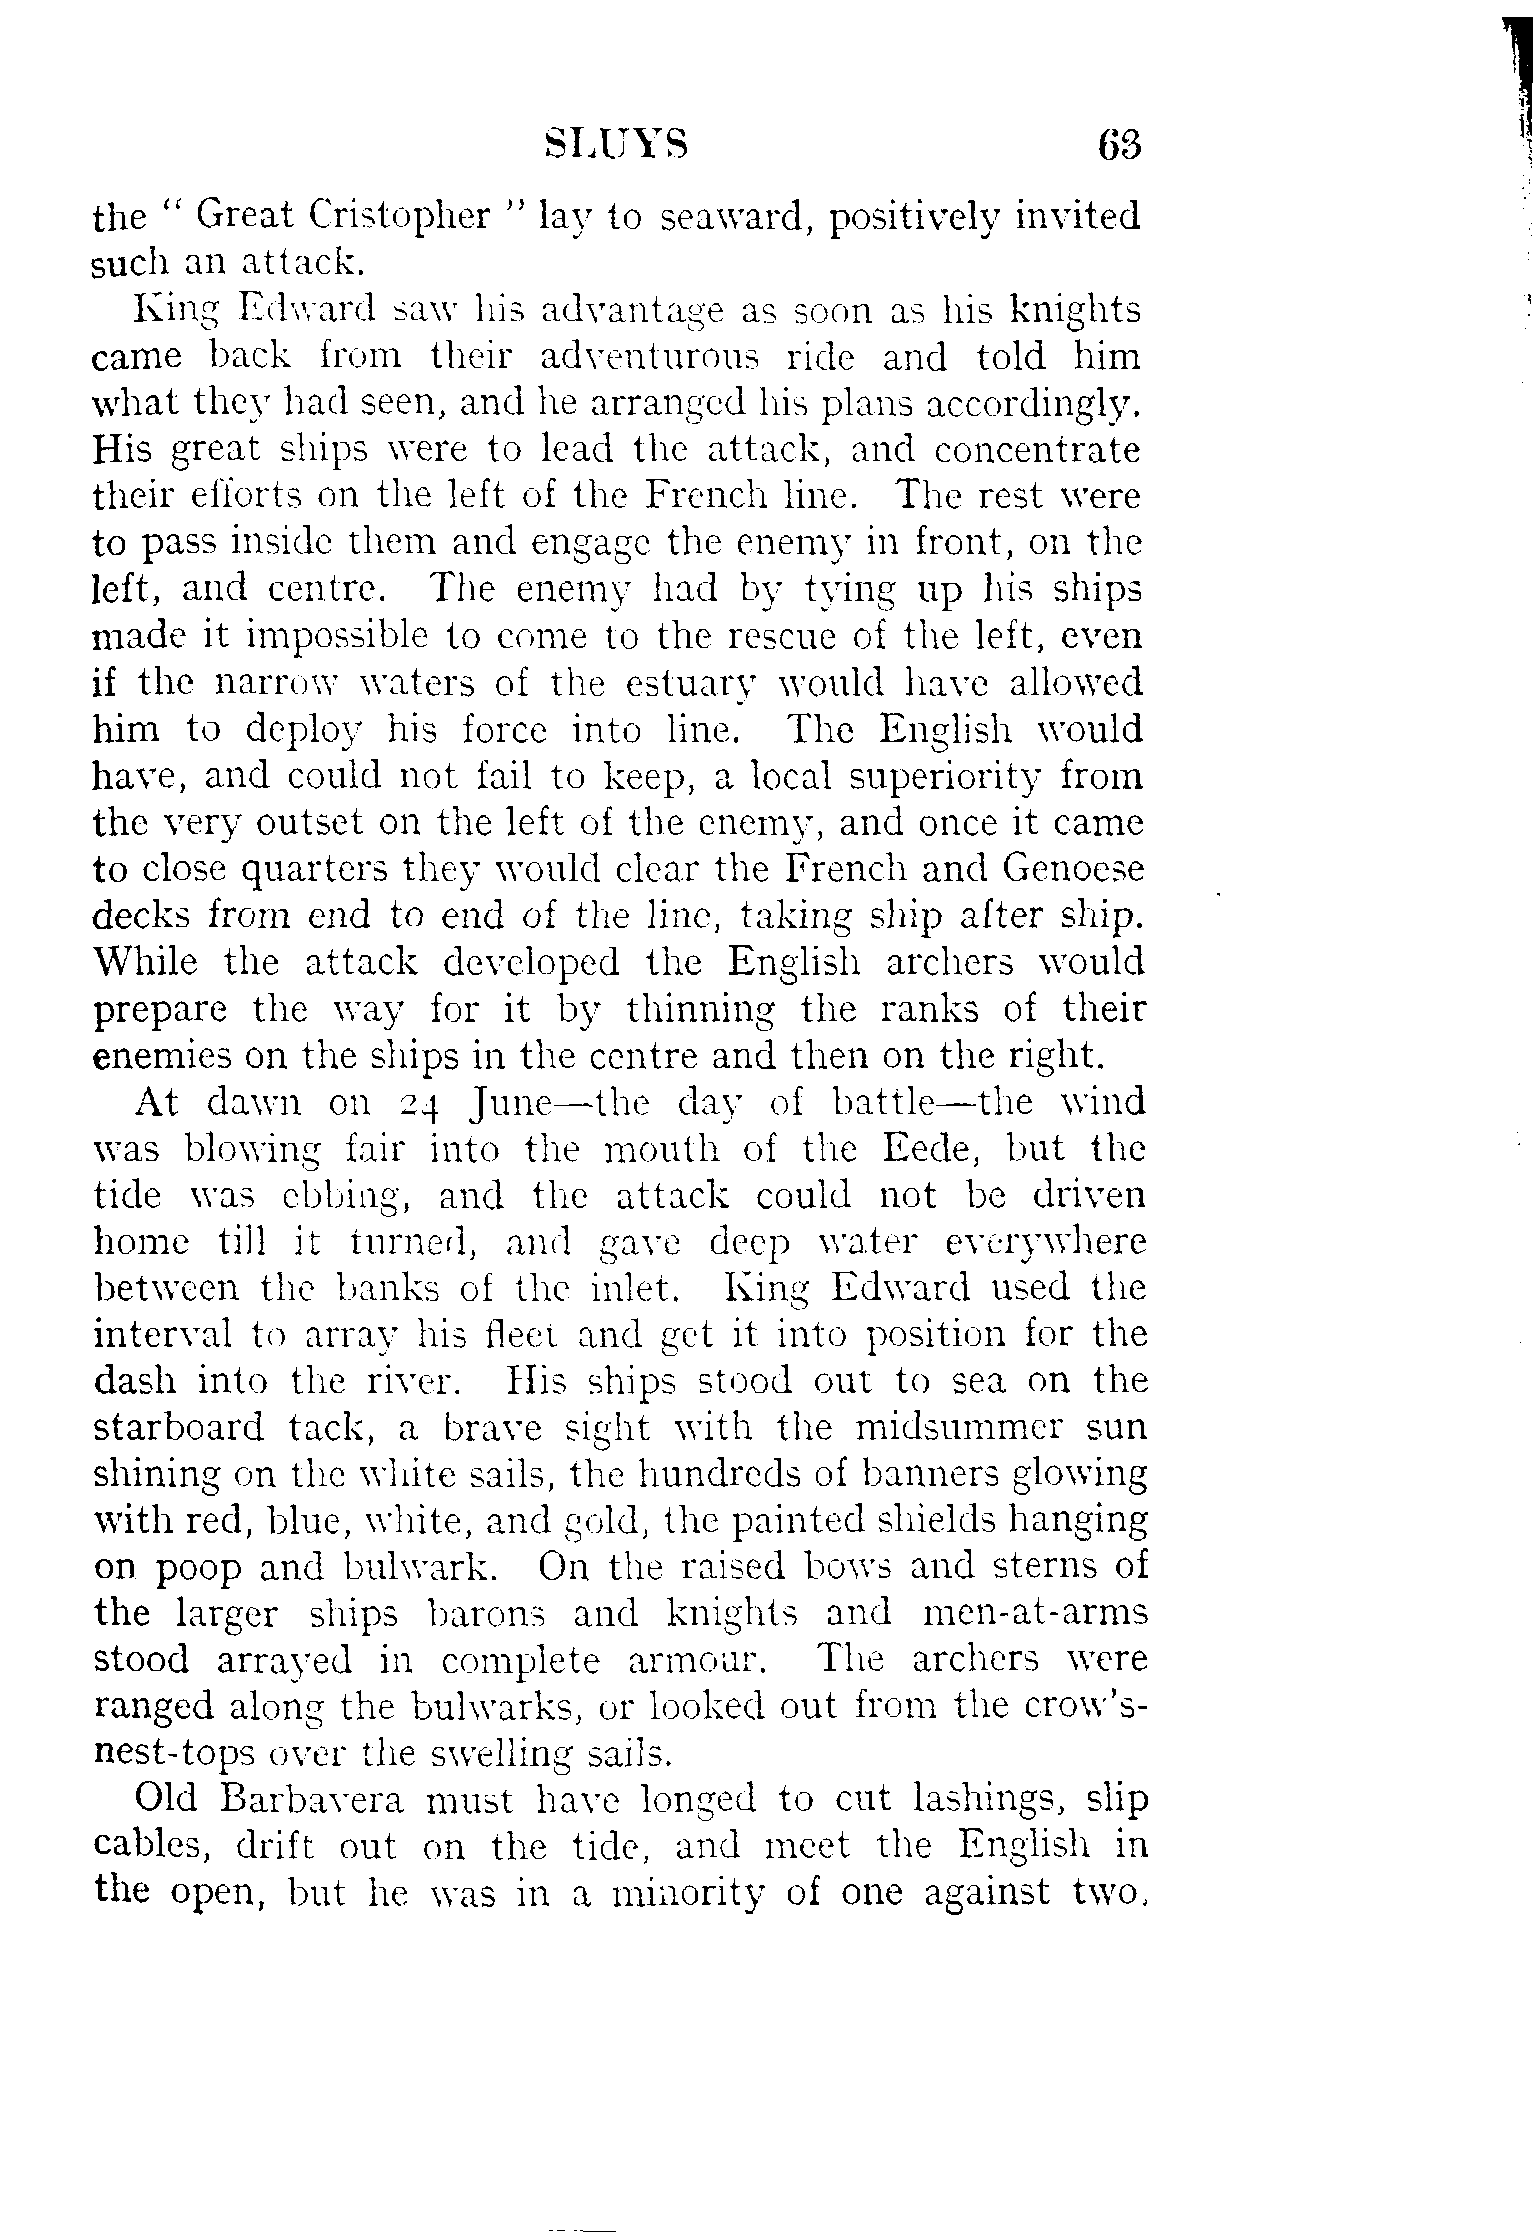 SLUYS 63
the " Great Cristopher " lay to seaward, positively invited
such an attack.
King Edward saw his advantage as soon as his knights
came back from their adventurous ride and told him
what they had seen, and he arranged his plans accordingly.
His great ships were to lead the attack, and concentrate
their efforts on the left of the French line. The rest were
to pass inside them and engage the enemy in front, on the
left, and centre. The enemy had by tying up his ships
made it impossible to come to the rescue of the left, even
if the narrow waters of the estuary would have allowed
him to deploy his force into line. The English would
have, and could not fail to keep, a local superiority from
the very outset on the left of the enemy, and once it came
to close quarters they would clear the French and Genoese
decks from end to end of the line, taking ship after ship.
While the attack developed the English archers would
prepare the way for it by thinning the ranks of their
enemies on the ships in the centre and then on the right.
At dawn on 24 June—the day of battle—the wind
was blowing fair into the mouth of the Eede, but the
tide was ebbing, and the attack could not be driven
home till it turned, and gave deep water everywhere
between the banks of the inlet. King Edward used the
interval to array his fleet and get it into position for the
dash into the river. His ships stood out to sea on the
starboard tack, a brave sight with the midsummer sun
shining on the white sails, the hundreds of banners glowing
with red, blue, white, and gold, the painted shields hanging
on poop and bulwark. On the raised bows and sterns of
the larger ships barons and knights and men-at-arms
stood arrayed in complete armour. The archers were
ranged along the bulwarks, or looked out from the crow's-
nest-tops over the swelling sails.
Old Barbavera must have longed to cut lashings, slip
cables, drift out on the tide, and meet the English in
the open, but he was in a minority of one against two.